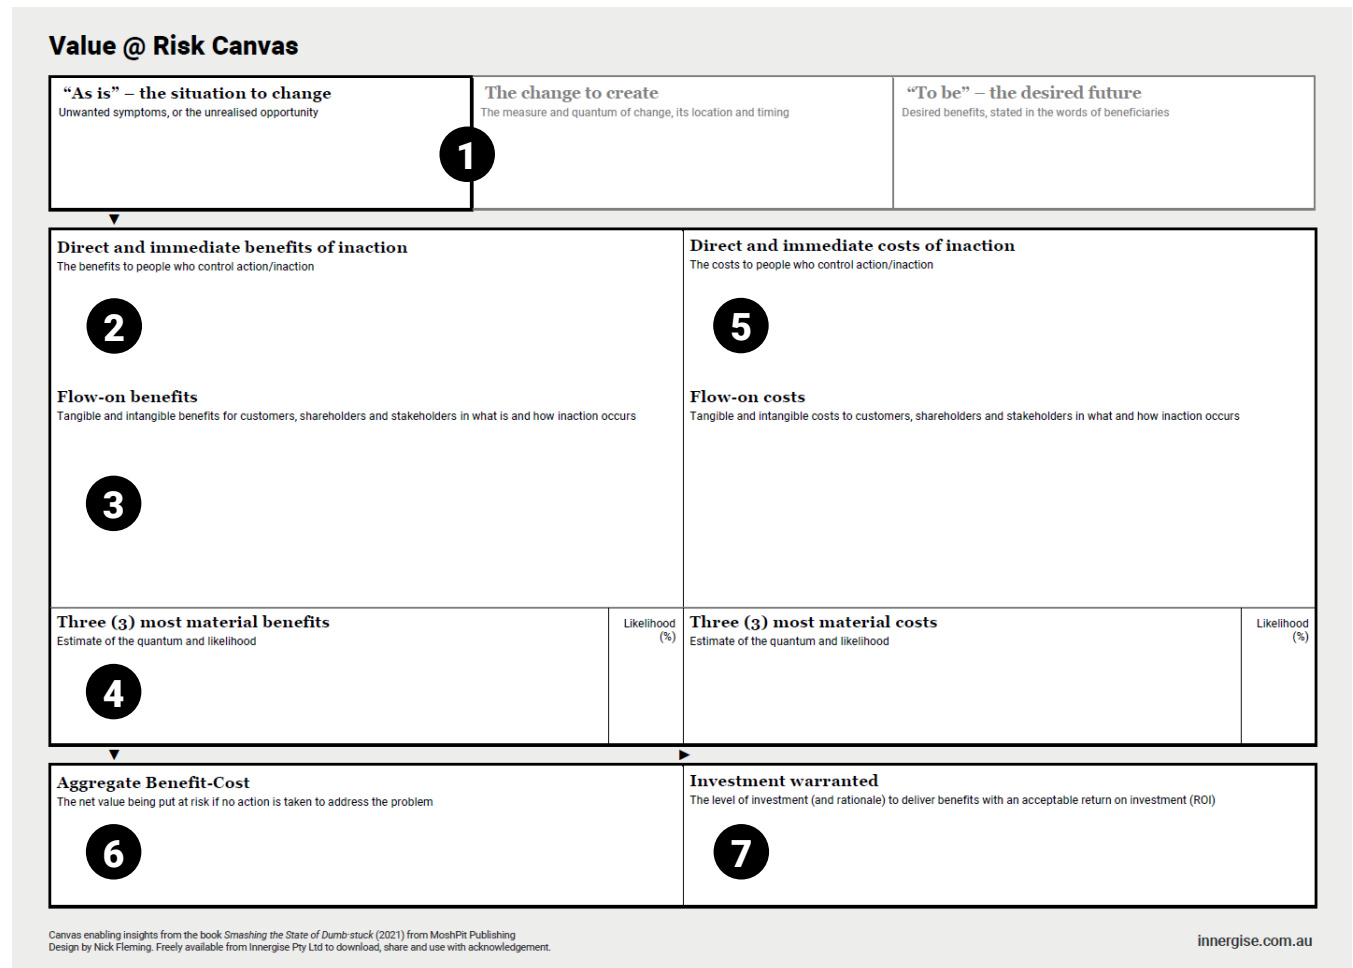 Value @ Risk Canvas
“As is” – the situation to change
Unwanted symptoms, or the unrealised opportunity
The change to create
The measure and quantum of change, its location and timing
“To be” – the desired future
Desired benefits, stated in the words of beneficiaries
1
Direct and immediate benefits of inaction
The benefits to people who control action/inaction
2
Flow-on benefits
Tangible and intangible benefits for customers, shareholders and stakeholders in what is and how inaction occurs
3
Direct and immediate costs of inaction
The costs to people who control action/inaction
5
Flow-on costs
Tangible and intangible costs to customers, shareholders and stakeholders in what and how inaction occurs
Three (3) most material benefits
Estimate of the quantum and likelihood
Likelihood
(%)
4
Three (3) most material costs
Estimate of the quantum and likelihood
Likelihood
(%)
Aggregate Benefit-Cost
The net value being put at risk if no action is taken to address the problem
6
Investment warranted
The level of investment (and rationale) to deliver benefits with an acceptable return on investment (ROI)
7
Canvas enabling insights from the book Smashing the State of Dumb-stuck (2021) from MoshPit Publishing
Design by Nick Fleming. Freely available from Innergise Pty Ltd to download, share and use with acknowledgement.
innergise.com.au